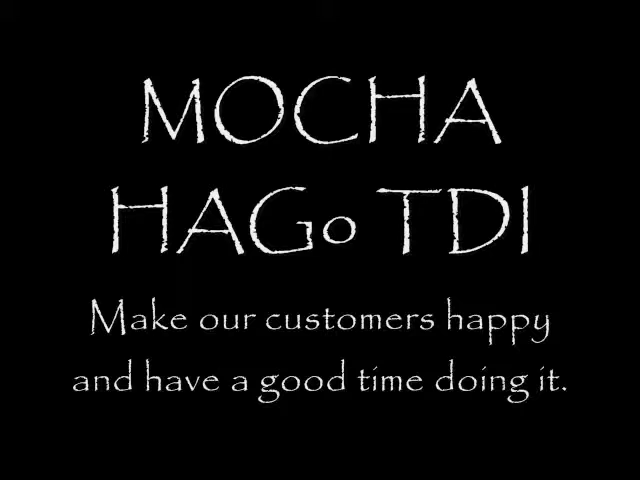 MOCHA
HAGo TDI
Make our customers happy
and have a good time doing it.